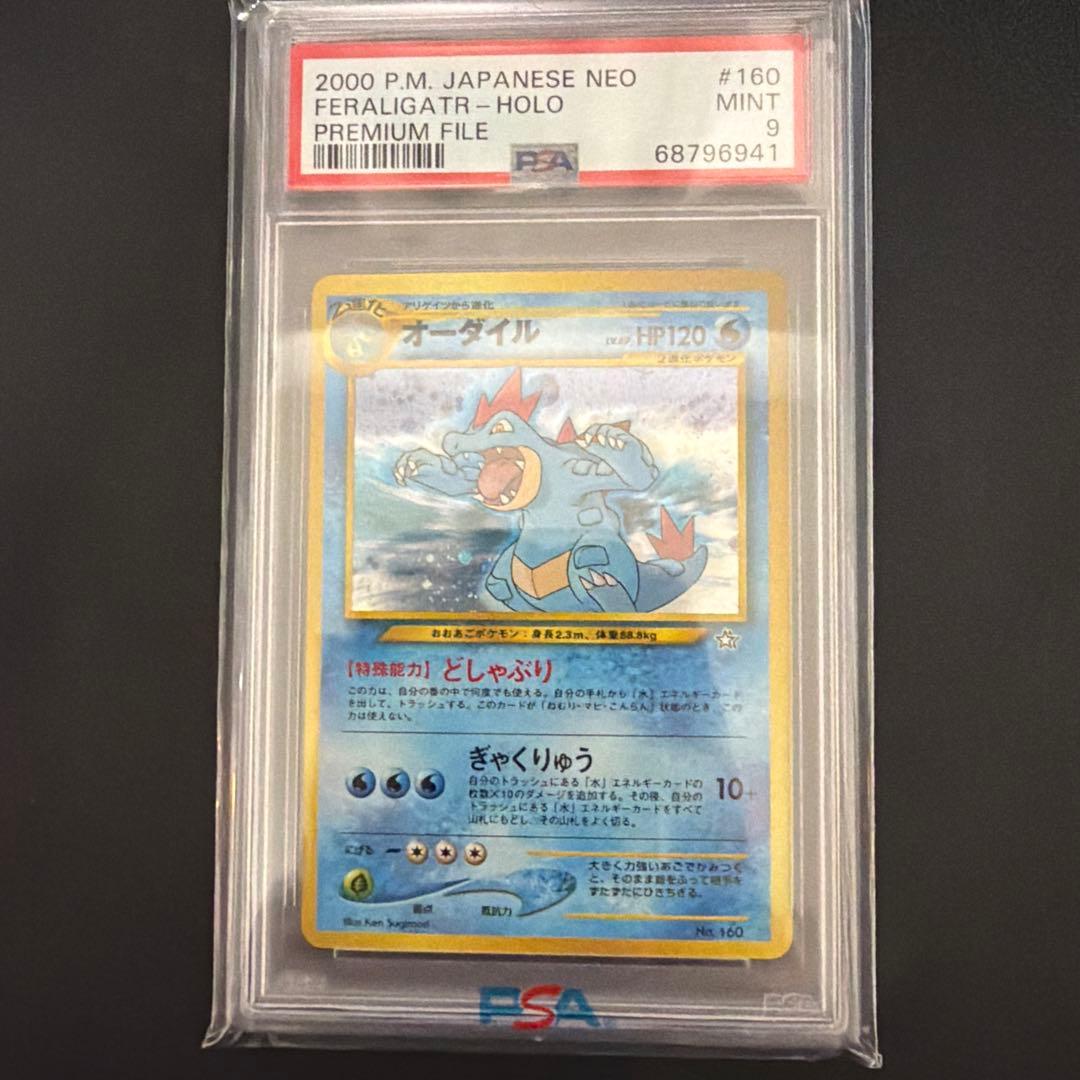 2000 P.M. JAPANESE NEO #160
FERALIGATR-HOLO MINT
PREMIUM FILE 9
PSA 68796941
2進化
アリゲイツから進化
オーダイル HP120
2進化ポケモン
おおあごポケモン：身長2.3m、体重88.8kg
【特殊能力】どしゃぶり
この力は、自分の番の中で何度でも使える。自分の手札から「水」エネルギーカード
を出して、トラッシュする。このカードが「ねむり・マヒ・こんらん」状態のとき、この
力は使えない。
ぎゃくりゅう
自分のトラッシュにある「水」エネルギーカードの
枚数×10のダメージを追加する。その後、自分の
トラッシュにある「水」エネルギーカードをすべて
山札にもどし、その山札をよく切る。
10+
にげる
大きく力強いあごでかみつく
と、そのまま首をふって相手を
ずたずたにひきちぎる。
弱点 抵抗力
Illus. Ken Sugimori No. 160
PSA